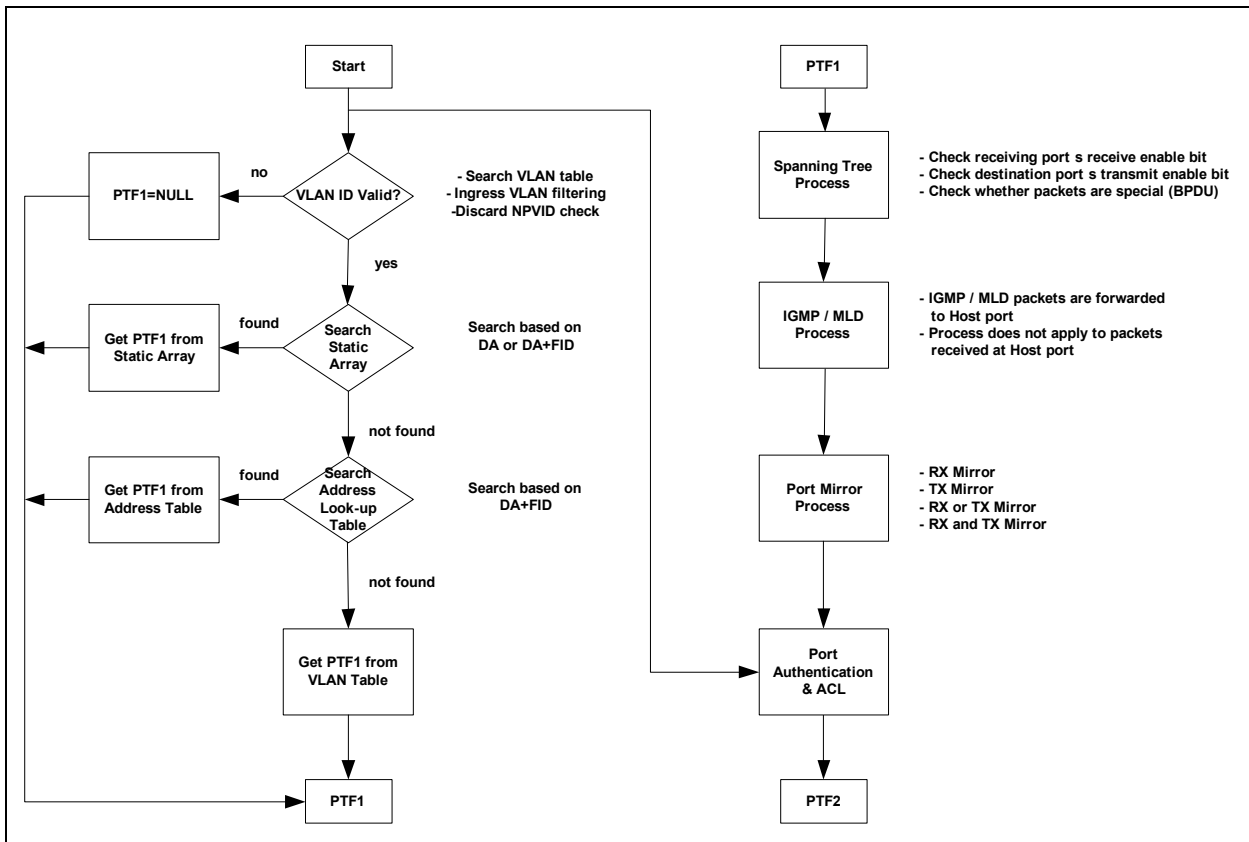 Start
no
VLAN ID Valid?
PTF1=NULL
- Search VLAN table
- Ingress VLAN filtering
-Discard NPVID check
yes
found
Search
Static
Array
Get PTF1 from
Static Array
Search based on
DA or DA+FID
not found
found
Search
Address
Look-up
Table
Get PTF1 from
Address Table
Search based on
DA+FID
not found
Get PTF1 from
VLAN Table
PTF1
PTF1
Spanning Tree
Process
- Check receiving port s receive enable bit
- Check destination port s transmit enable bit
- Check whether packets are special (BPDU)
IGMP / MLD
Process
- IGMP / MLD packets are forwarded
to Host port
- Process does not apply to packets
received at Host port
Port Mirror
Process
- RX Mirror
- TX Mirror
- RX or TX Mirror
- RX and TX Mirror
Port
Authentication
& ACL
PTF2